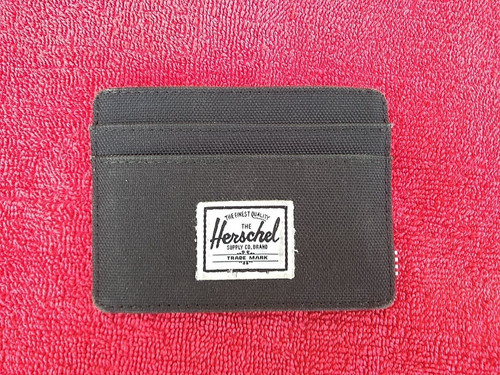 THE FINEST QUALITY
THE
Herschel
SUPPLY CO. BRAND
TRADE MARK